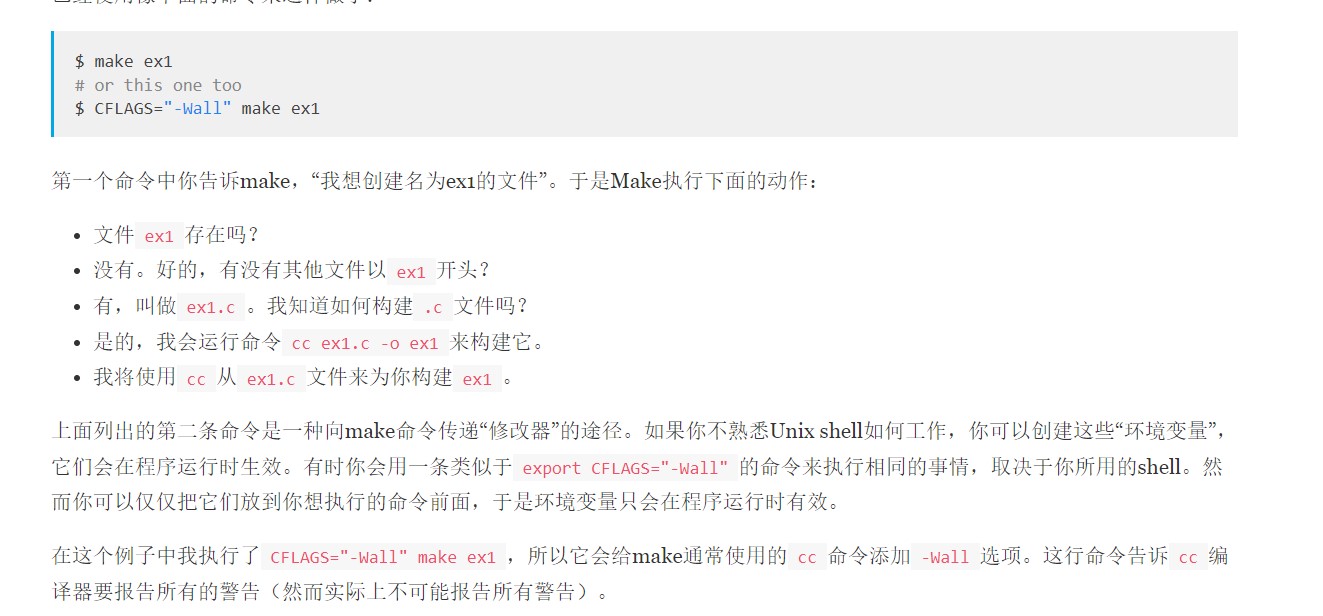 $ make ex1
# or this one too
$ CFLAGS="-Wall" make ex1
第一个命令中你告诉make，“我想创建名为ex1的文件”。于是Make执行下面的动作：
文件 ex1 存在吗？
没有。好的，有没有其他文件以 ex1 开头？
有，叫做 ex1.c 。我知道如何构建 .c 文件吗？
是的，我会运行命令 cc ex1.c -o ex1 来构建它。
我将使用 cc 从 ex1.c 文件来为你构建 ex1 。
上面列出的第二条命令是一种向make命令传递“修改器”的途径。如果你不熟悉Unix shell如何工作，你可以创建这些“环境变量”，
它们会在程序运行时生效。有时你会用一条类似于 export CFLAGS="-Wall" 的命令来执行相同的事情，取决于你所用的shell。然
而你可以仅仅把它们放到你想执行的命令前面，于是环境变量只会在程序运行时有效。
在这个例子中我执行了 CFLAGS="-Wall" make ex1 ，所以它会给make通常使用的 cc 命令添加 -Wall 选项。这行命令告诉 cc 编
译器要报告所有的警告（然而实际上不可能报告所有警告）。